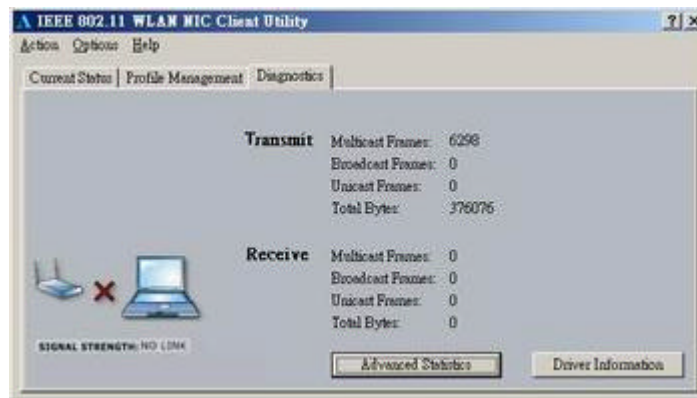 IEEE 802.11 WLAN NIC Client Utility
Action Options Help
Current Status Profile Management Diagnostics
Transmit Multicast Frames: 6298
Broadcast Frames: 0
Unicast Frames: 0
Total Bytes: 376076
Receive Multicast Frames: 0
Broadcast Frames: 0
Unicast Frames: 0
Total Bytes: 0
SIGNAL STRENGTH: NO LINK
Advanced Statistics Driver Information